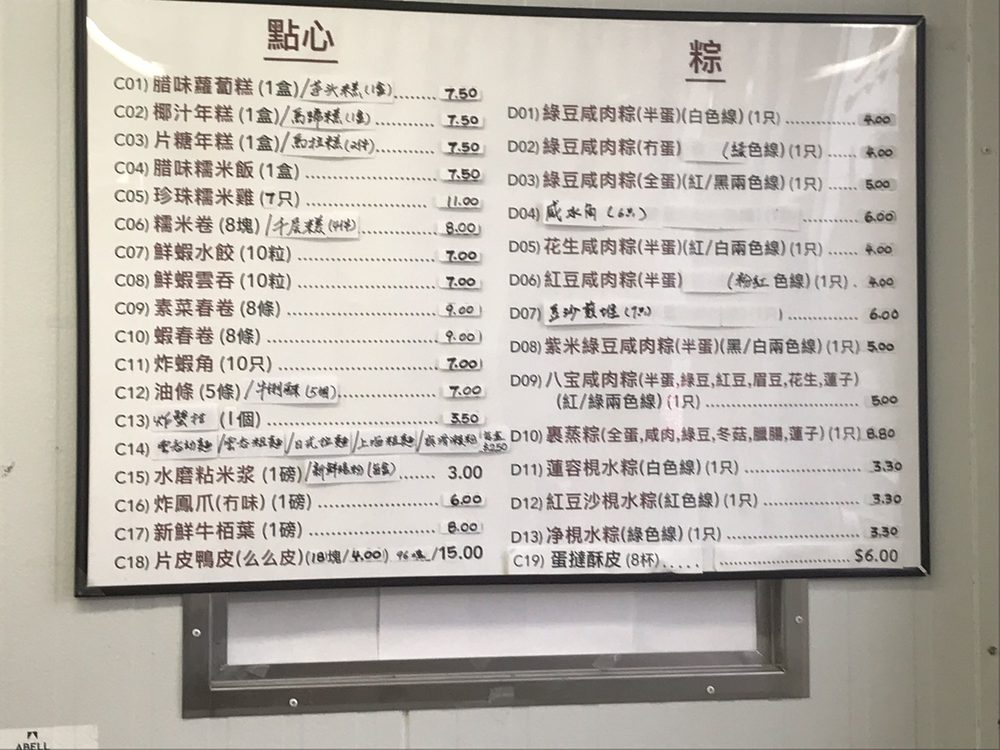 點心
C01) 腊味蘿蔔糕 (1盒)/芋头糕(1盒)........ 7.50
C02) 椰汁年糕 (1盒)/馬蹄糕(1盒)........ 7.50
C03) 片糖年糕 (1盒)/馬拉糕(2件)........ 7.50
C04) 腊味糯米飯 (1盒) ........ 7.50
C05) 珍珠糯米雞 (7只) ........ 11.00
C06) 糯米卷 (8塊)/千层糕(4件)........ 8.00
C07) 鮮蝦水餃 (10粒) ........ 7.00
C08) 鮮蝦雲吞 (10粒) ........ 7.00
C09) 素菜春卷 (8條) ........ 9.00
C10) 蝦春卷 (8條) ........ 9.00
C11) 炸蝦角 (10只) ........ 7.00
C12) 油條 (5條)/牛脷酥(5個)........ 7.00
C13) 炸蟹拑 (1個) ........ 3.50
C14) 雲吞幼麵/雲吞粗麵/日式拉麵/上海粗麵/ $2.50
C15) 水磨粘米浆 (1磅)/新鮮腸粉 ........ 3.00
C16) 炸鳳爪(冇味) (1磅) ........ 6.00
C17) 新鮮牛栢葉 (1磅) ........ 8.00
C18) 片皮鴨皮(么么皮)(18塊/4.00) 96塊/15.00
粽
D01) 綠豆咸肉粽(半蛋)(白色線) (1只) ........ 4.00
D02) 綠豆咸肉粽(冇蛋) (綠色線) (1只) ...... 4.00
D03) 綠豆咸肉粽(全蛋)(紅/黑兩色線) (1只) ...... 5.00
D04) 咸水角 (6只) 6.00
D05) 花生咸肉粽(半蛋)(紅/白兩色線) (1只) ...... 4.00
D06) 紅豆咸肉粽(半蛋) (粉紅色線) (1只) . 4.00
D07) 豆沙煎堆 (7只) ) ........ 6.00
D08) 紫米綠豆咸肉粽(半蛋)(黑/白兩色線) (1只) 5.00
D09) 八宝咸肉粽(半蛋,綠豆,紅豆,眉豆,花生,蓮子)
(紅/綠兩色線) (1只) ........ 5.00
D10) 裹蒸粽(全蛋,咸肉,綠豆,冬菇,臘腸,蓮子) (1只) 8.80
D11) 蓮容梘水粽(白色線) (1只) ........ 3.30
D12) 紅豆沙梘水粽(紅色線) (1只) ........ 3.30
D13) 净梘水粽(綠色線) (1只) ........ 3.30
C19) 蛋撻酥皮 (8杯)..... ........ $6.00
ABELL